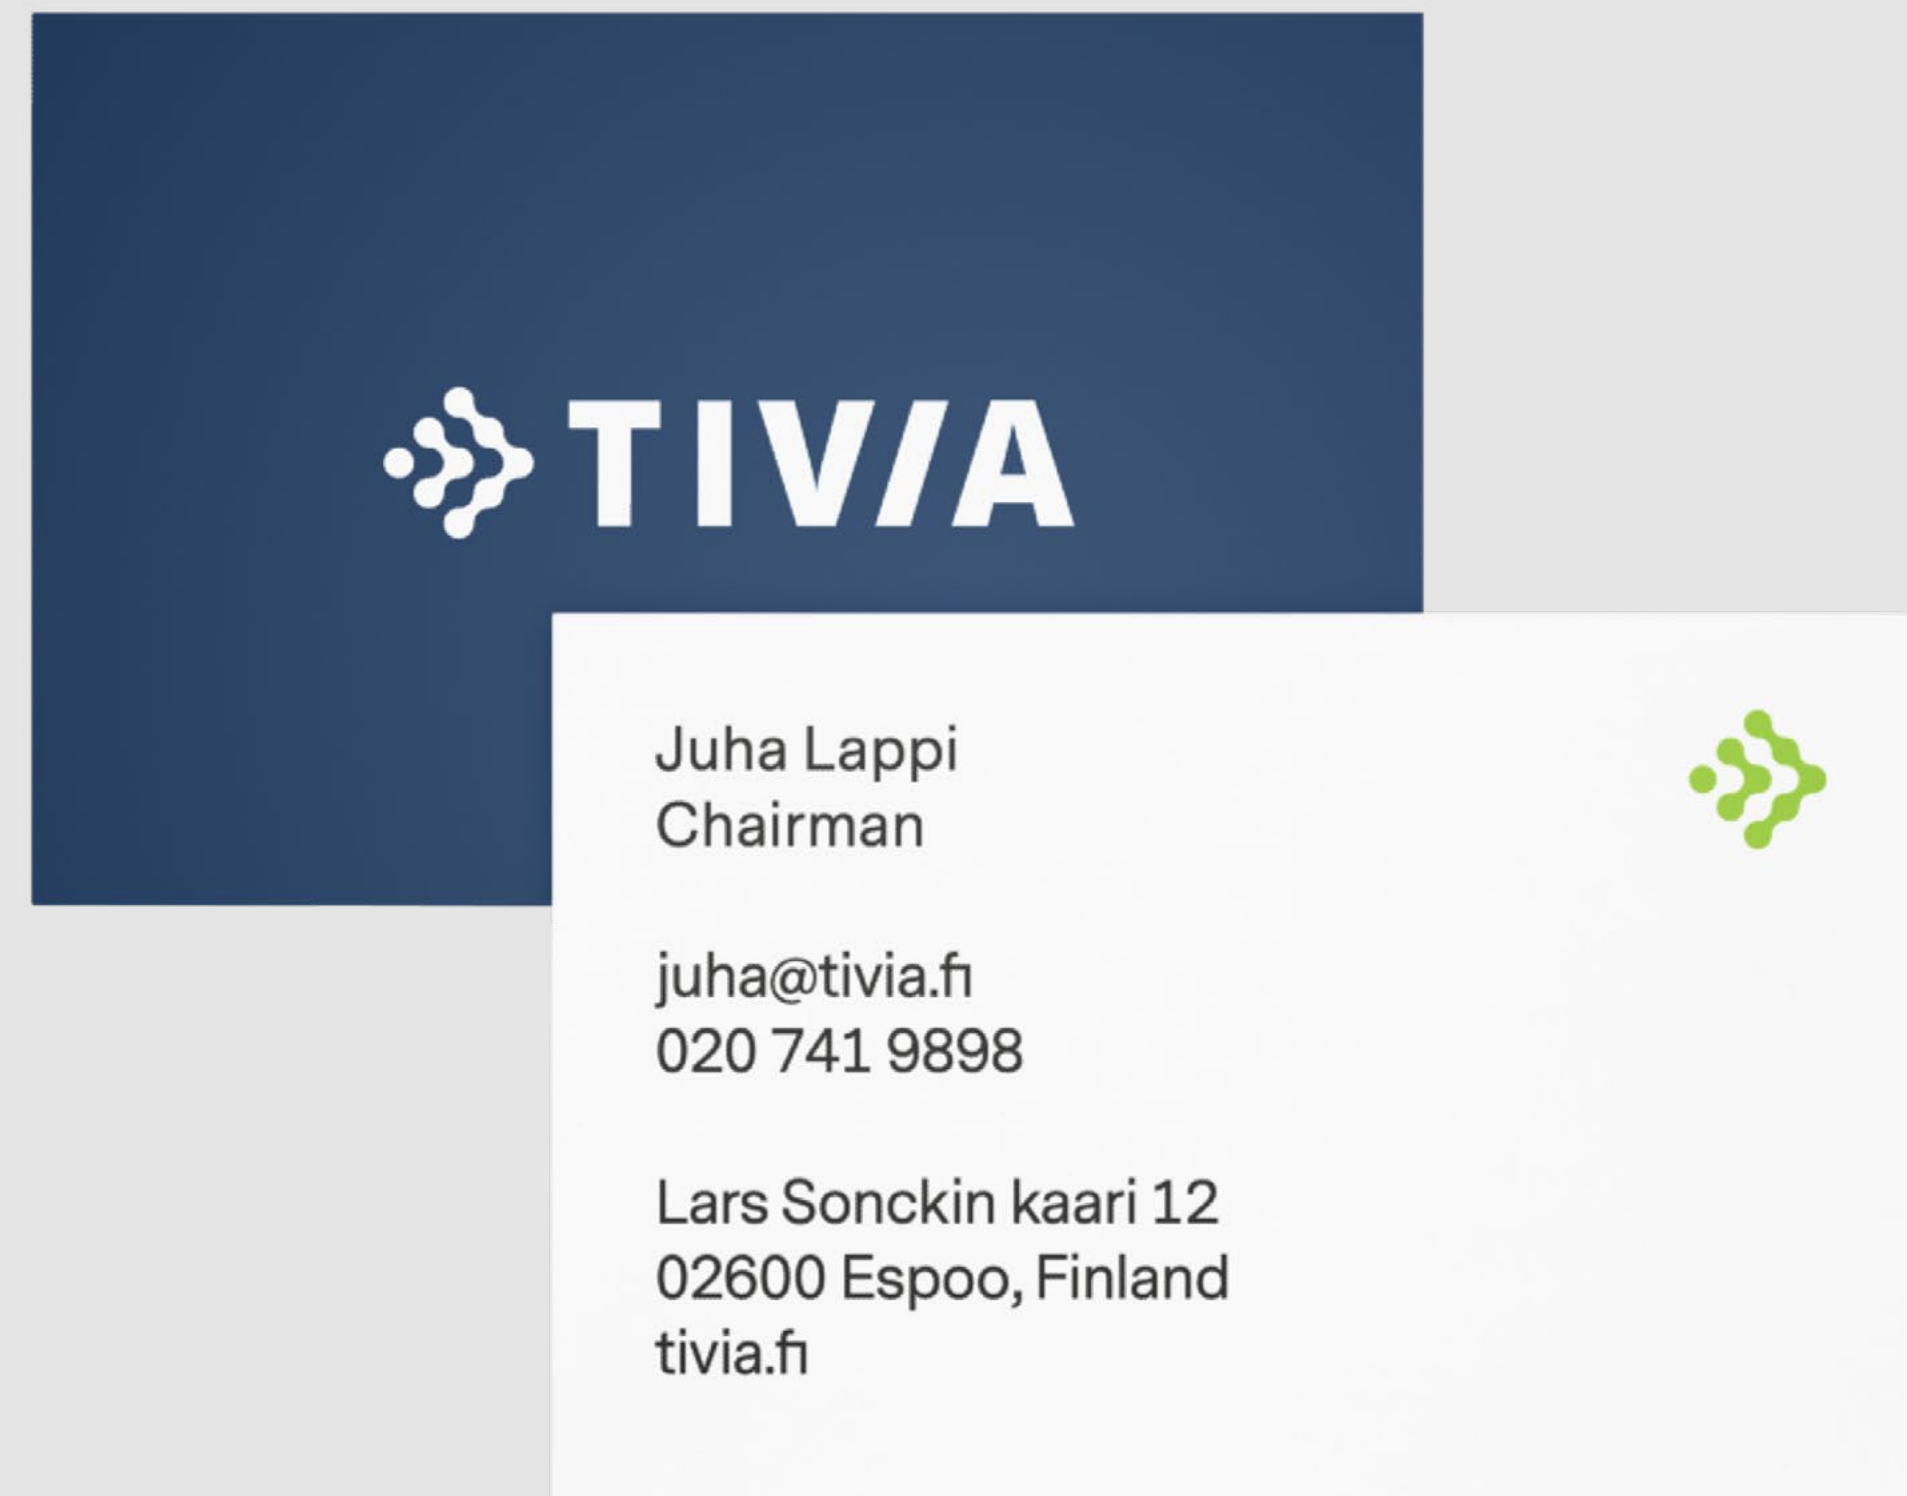 TIVIA
Juha Lappi
Chairman
juha@tivia.fi
020 741 9898
Lars Sonckin kaari 12
02600 Espoo, Finland
tivia.fi